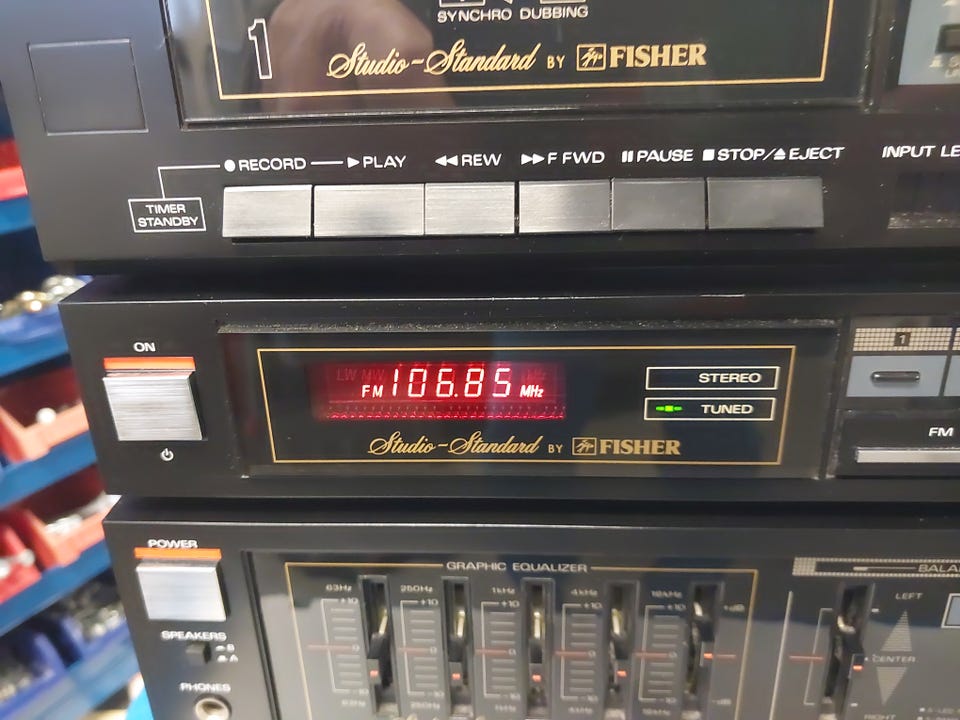 SYNCHRO DUBBING
1
Studio-Standard BY FISHER
●RECORD ▶PLAY ◀◀REW ▶▶F FWD ▮▮PAUSE ■STOP/⏏EJECT INPUT LE
TIMER
STANDBY
ON
LW MW
FM 106.85 MHz
STEREO
TUNED
1
FM
Studio-Standard BY FISHER
POWER
GRAPHIC EQUALIZER
BALA
63Hz 250Hz 1kHz 4kHz 16kHz
+10 +10 +10 +10 +10 +dB
LEFT
SPEAKERS
B
A
0 0 0 0 0
CENTER
PHONES
-10 -10 -10 -10 -10
RIGHT